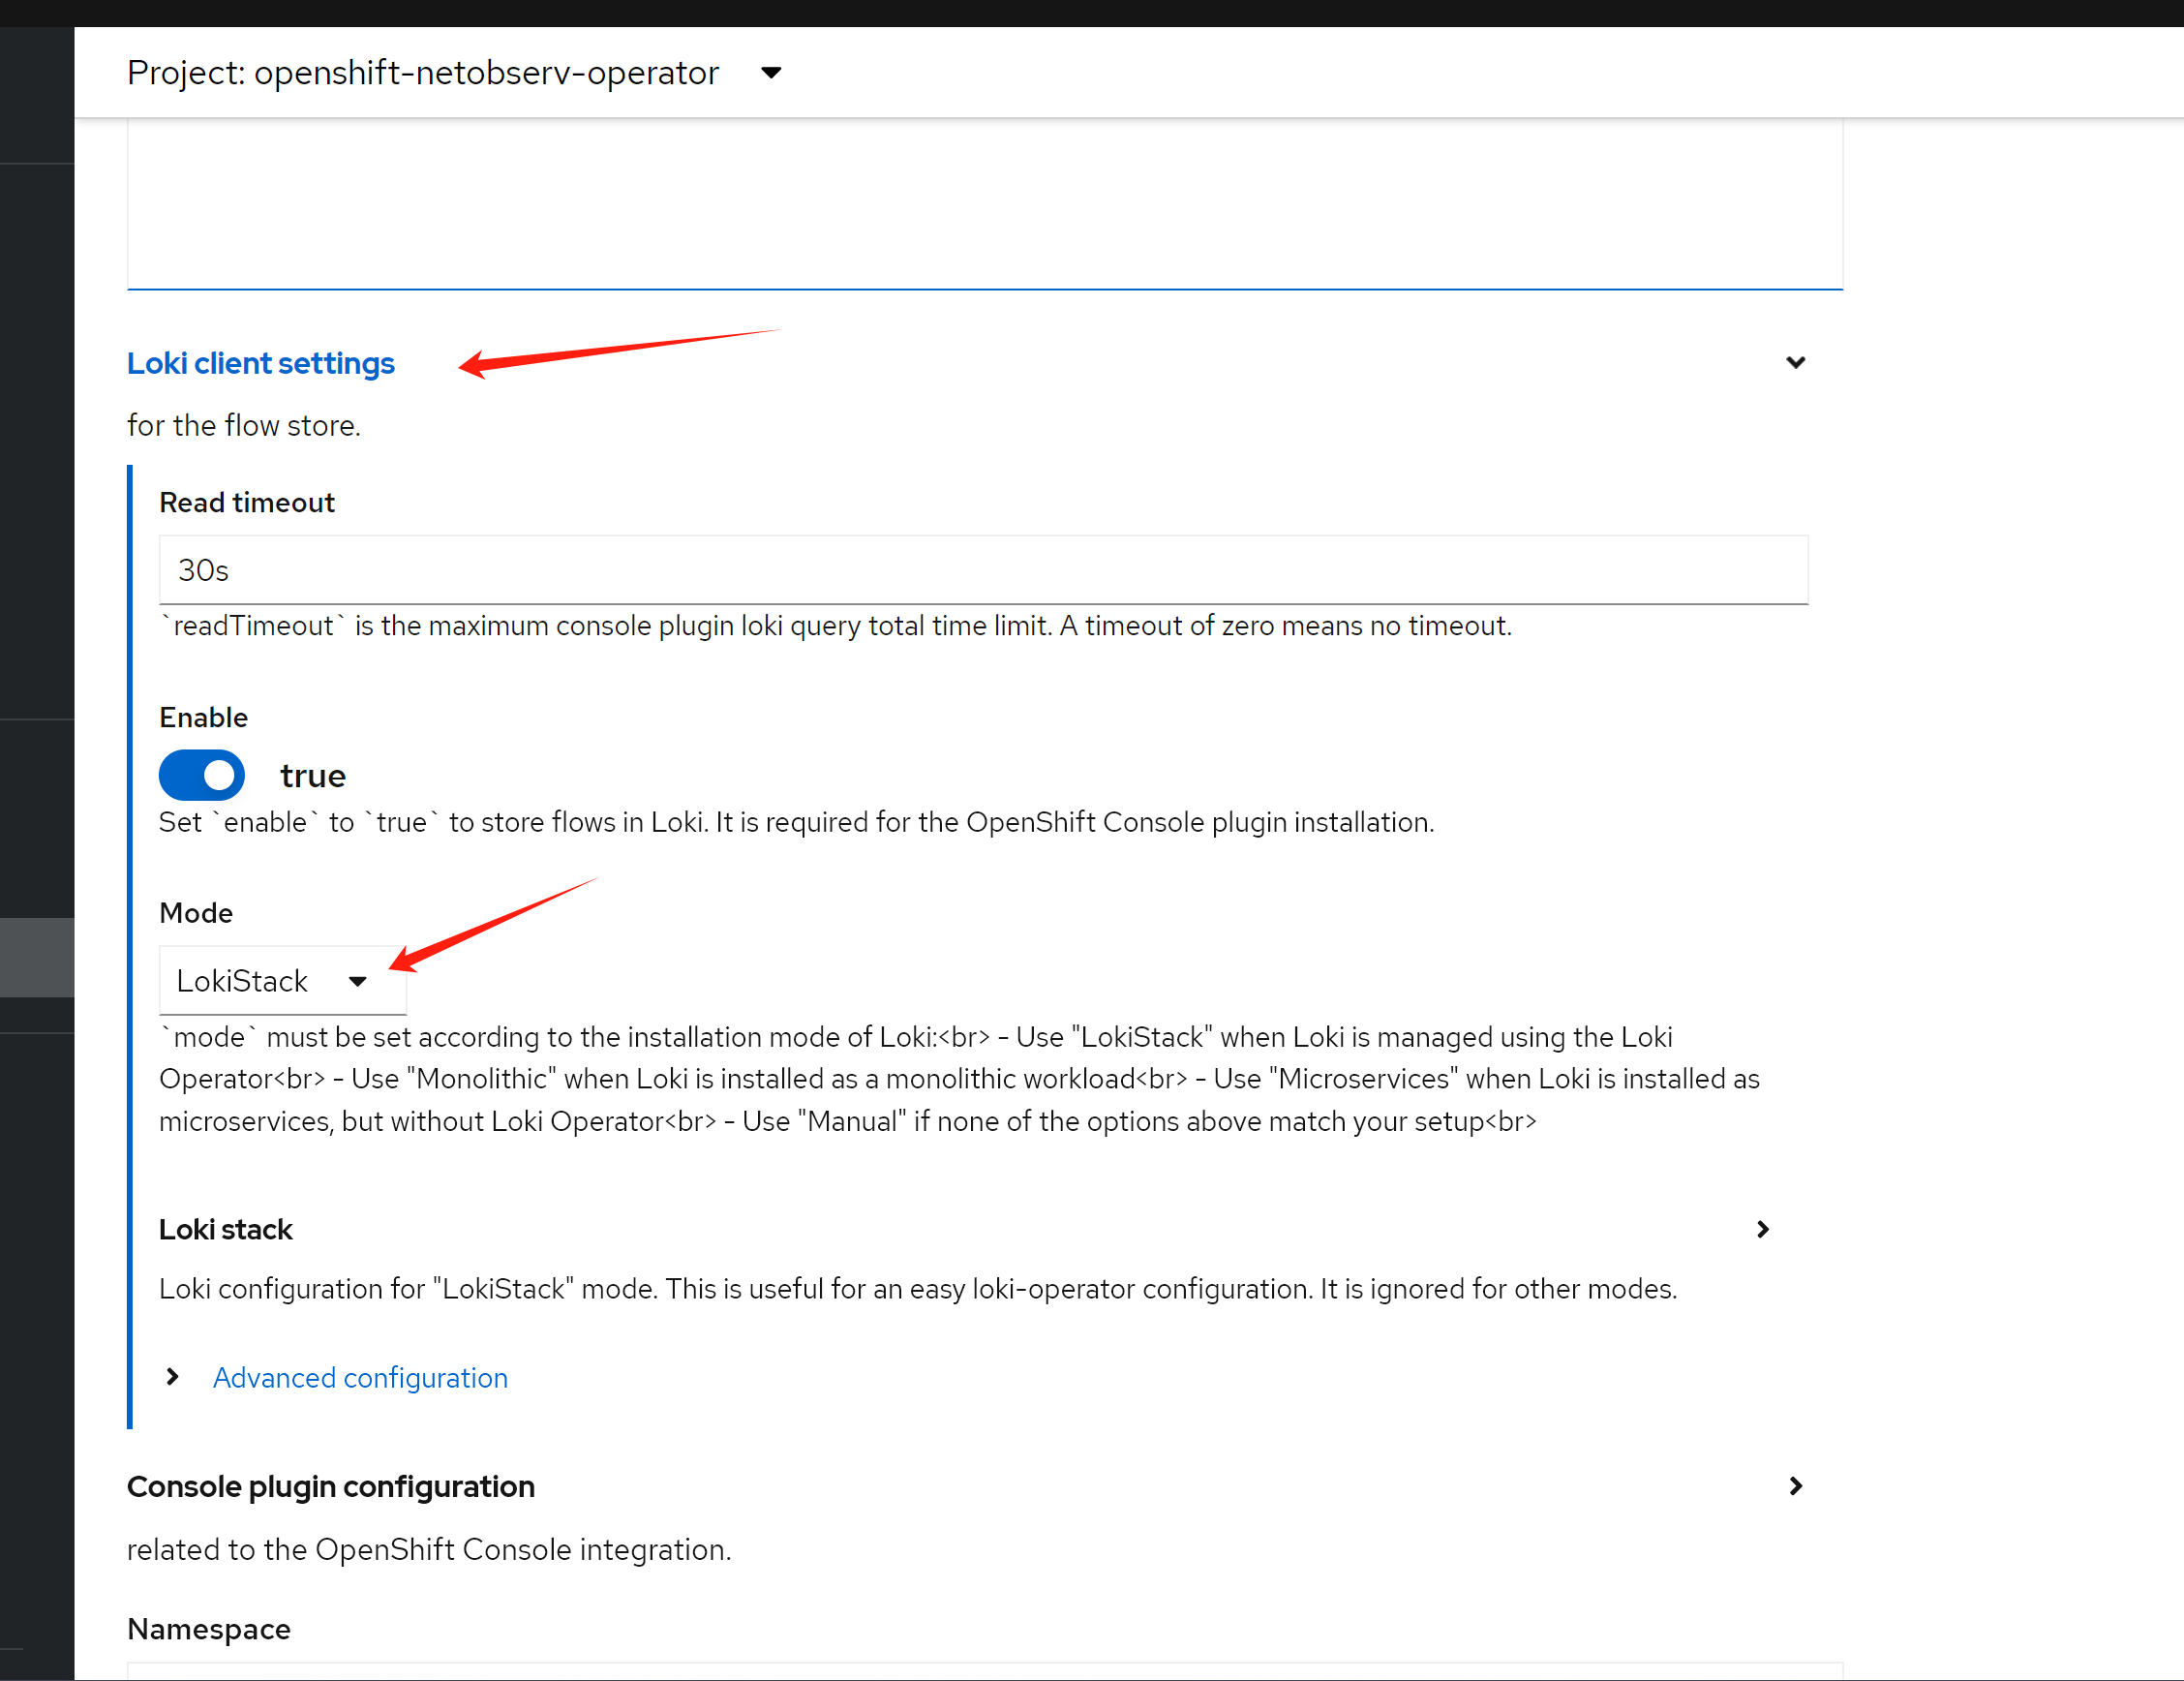 Project: openshift-netobserv-operator
Loki client settings
for the flow store.
Read timeout
30s
`readTimeout` is the maximum console plugin loki query total time limit. A timeout of zero means no timeout.
Enable
true
Set `enable` to `true` to store flows in Loki. It is required for the OpenShift Console plugin installation.
Mode
LokiStack
`mode` must be set according to the installation mode of Loki:<br> - Use "LokiStack" when Loki is managed using the Loki
Operator<br> - Use "Monolithic" when Loki is installed as a monolithic workload<br> - Use "Microservices" when Loki is installed as
microservices, but without Loki Operator<br> - Use "Manual" if none of the options above match your setup<br>
Loki stack
Loki configuration for "LokiStack" mode. This is useful for an easy loki-operator configuration. It is ignored for other modes.
Advanced configuration
Console plugin configuration
related to the OpenShift Console integration.
Namespace